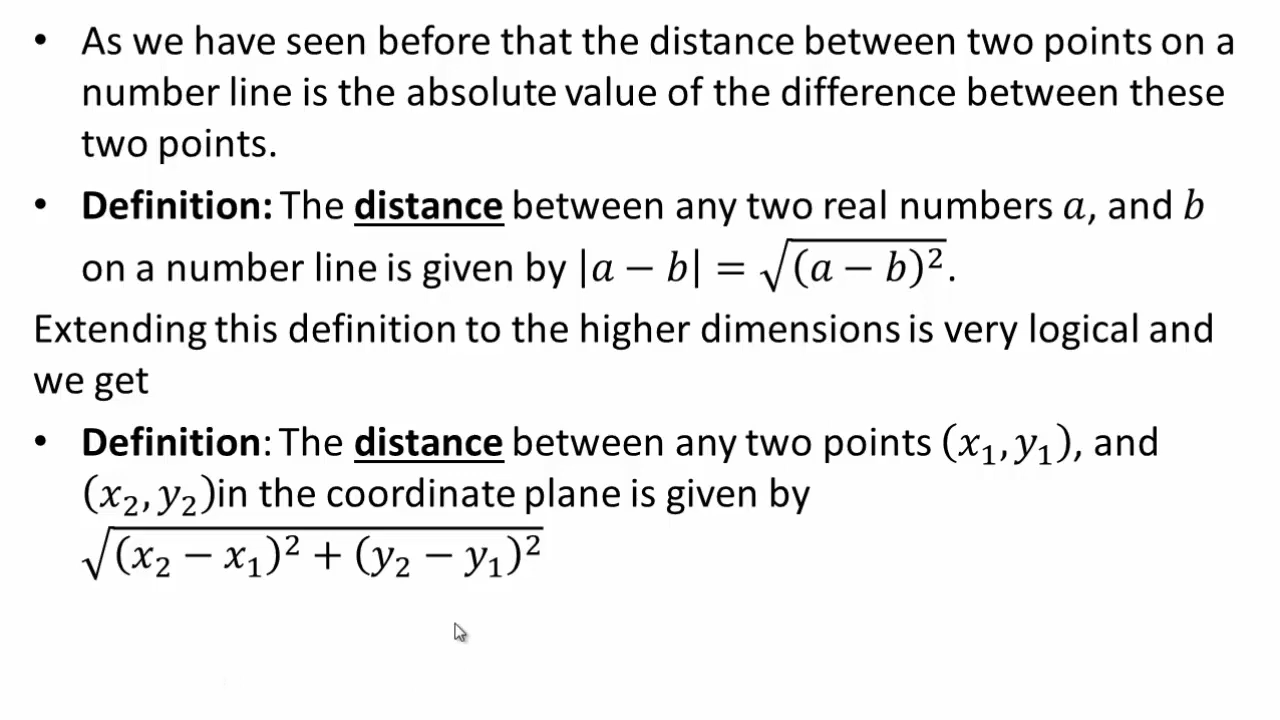 • As we have seen before that the distance between two points on a
number line is the absolute value of the difference between these
two points.
• Definition: The distance between any two real numbers a, and b
on a number line is given by |a − b| = √(a − b)².
Extending this definition to the higher dimensions is very logical and
we get
• Definition: The distance between any two points (x₁, y₁), and
(x₂, y₂)in the coordinate plane is given by
√(x₂ − x₁)² + (y₂ − y₁)²